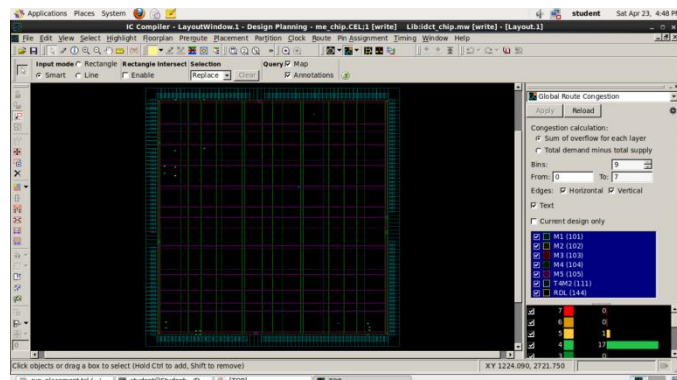 Applications Places System
student Sat Apr 23, 4:48 PM
IC Compiler - LayoutWindow.1 - Design Planning - me_chip.CEL;1 [write] Lib:idct_chip.mw [write] - [Layout.1]
File Edit View Select Highlight Floorplan Preroute Placement Partition Clock Route Pin Assignment Timing Window Help
Input mode Rectangle Rectangle Intersect Selection Query Map
Smart Line Enable Replace Clear Annotations
Global Route Congestion
Apply Reload
Congestion calculation:
Sum of overflow for each layer
Total demand minus total supply
Bins: 9
From: 0 To: 7
Edges: Horizontal Vertical
Text
Current design only
M1 (101)
M2 (102)
M3 (103)
M4 (104)
M5 (105)
T4M2 (111)
RDL (144)
7 0
6 0
5 1
4 17
3 0
0
Click objects or drag a box to select (Hold Ctrl to add, Shift to remove)
XY 1224.090, 2721.750